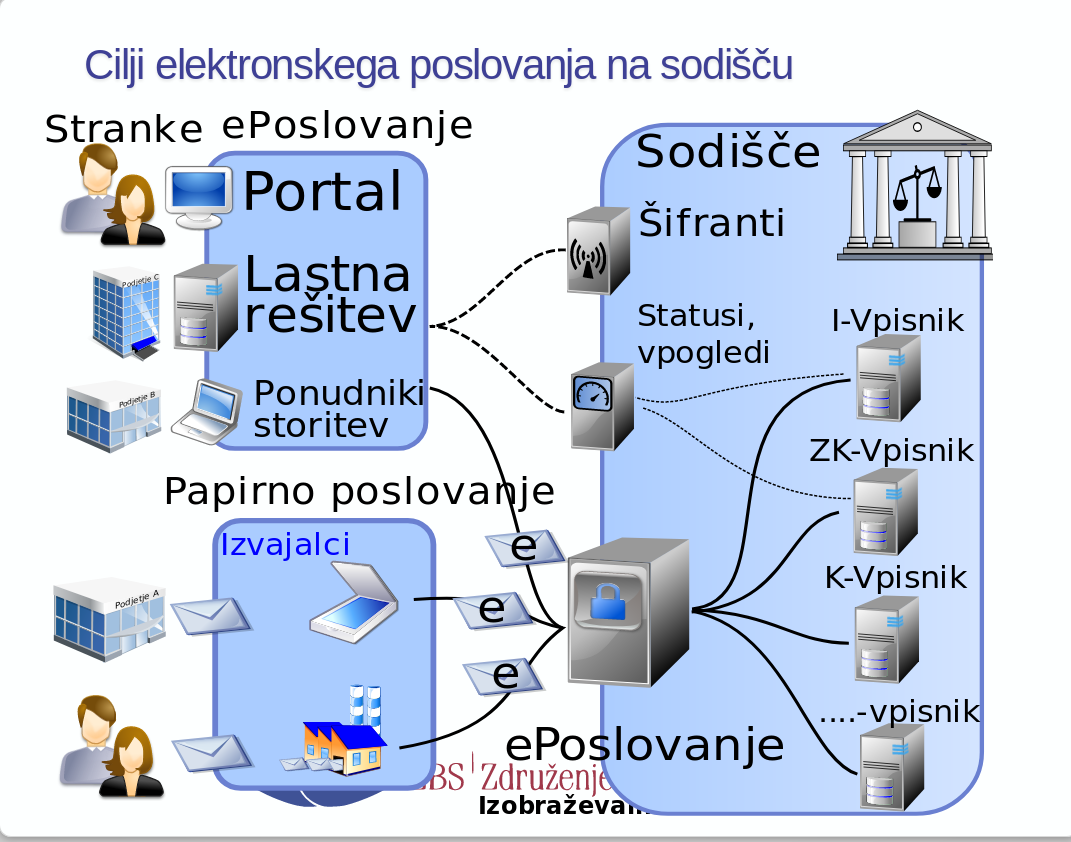 Cilji elektronskega poslovanja na sodišču
Stranke
ePoslovanje
Portal
Podjetje C
Lastna
rešitev
Podjetje B
Ponudniki
storitev
Papirno poslovanje
Izvajalci
Podjetje A
e
e
e
Sodišče
Šifranti
Statusi,
vpogledi
I-Vpisnik
ZK-Vpisnik
K-Vpisnik
....-vpisnik
ePoslovanje
BS Združenje